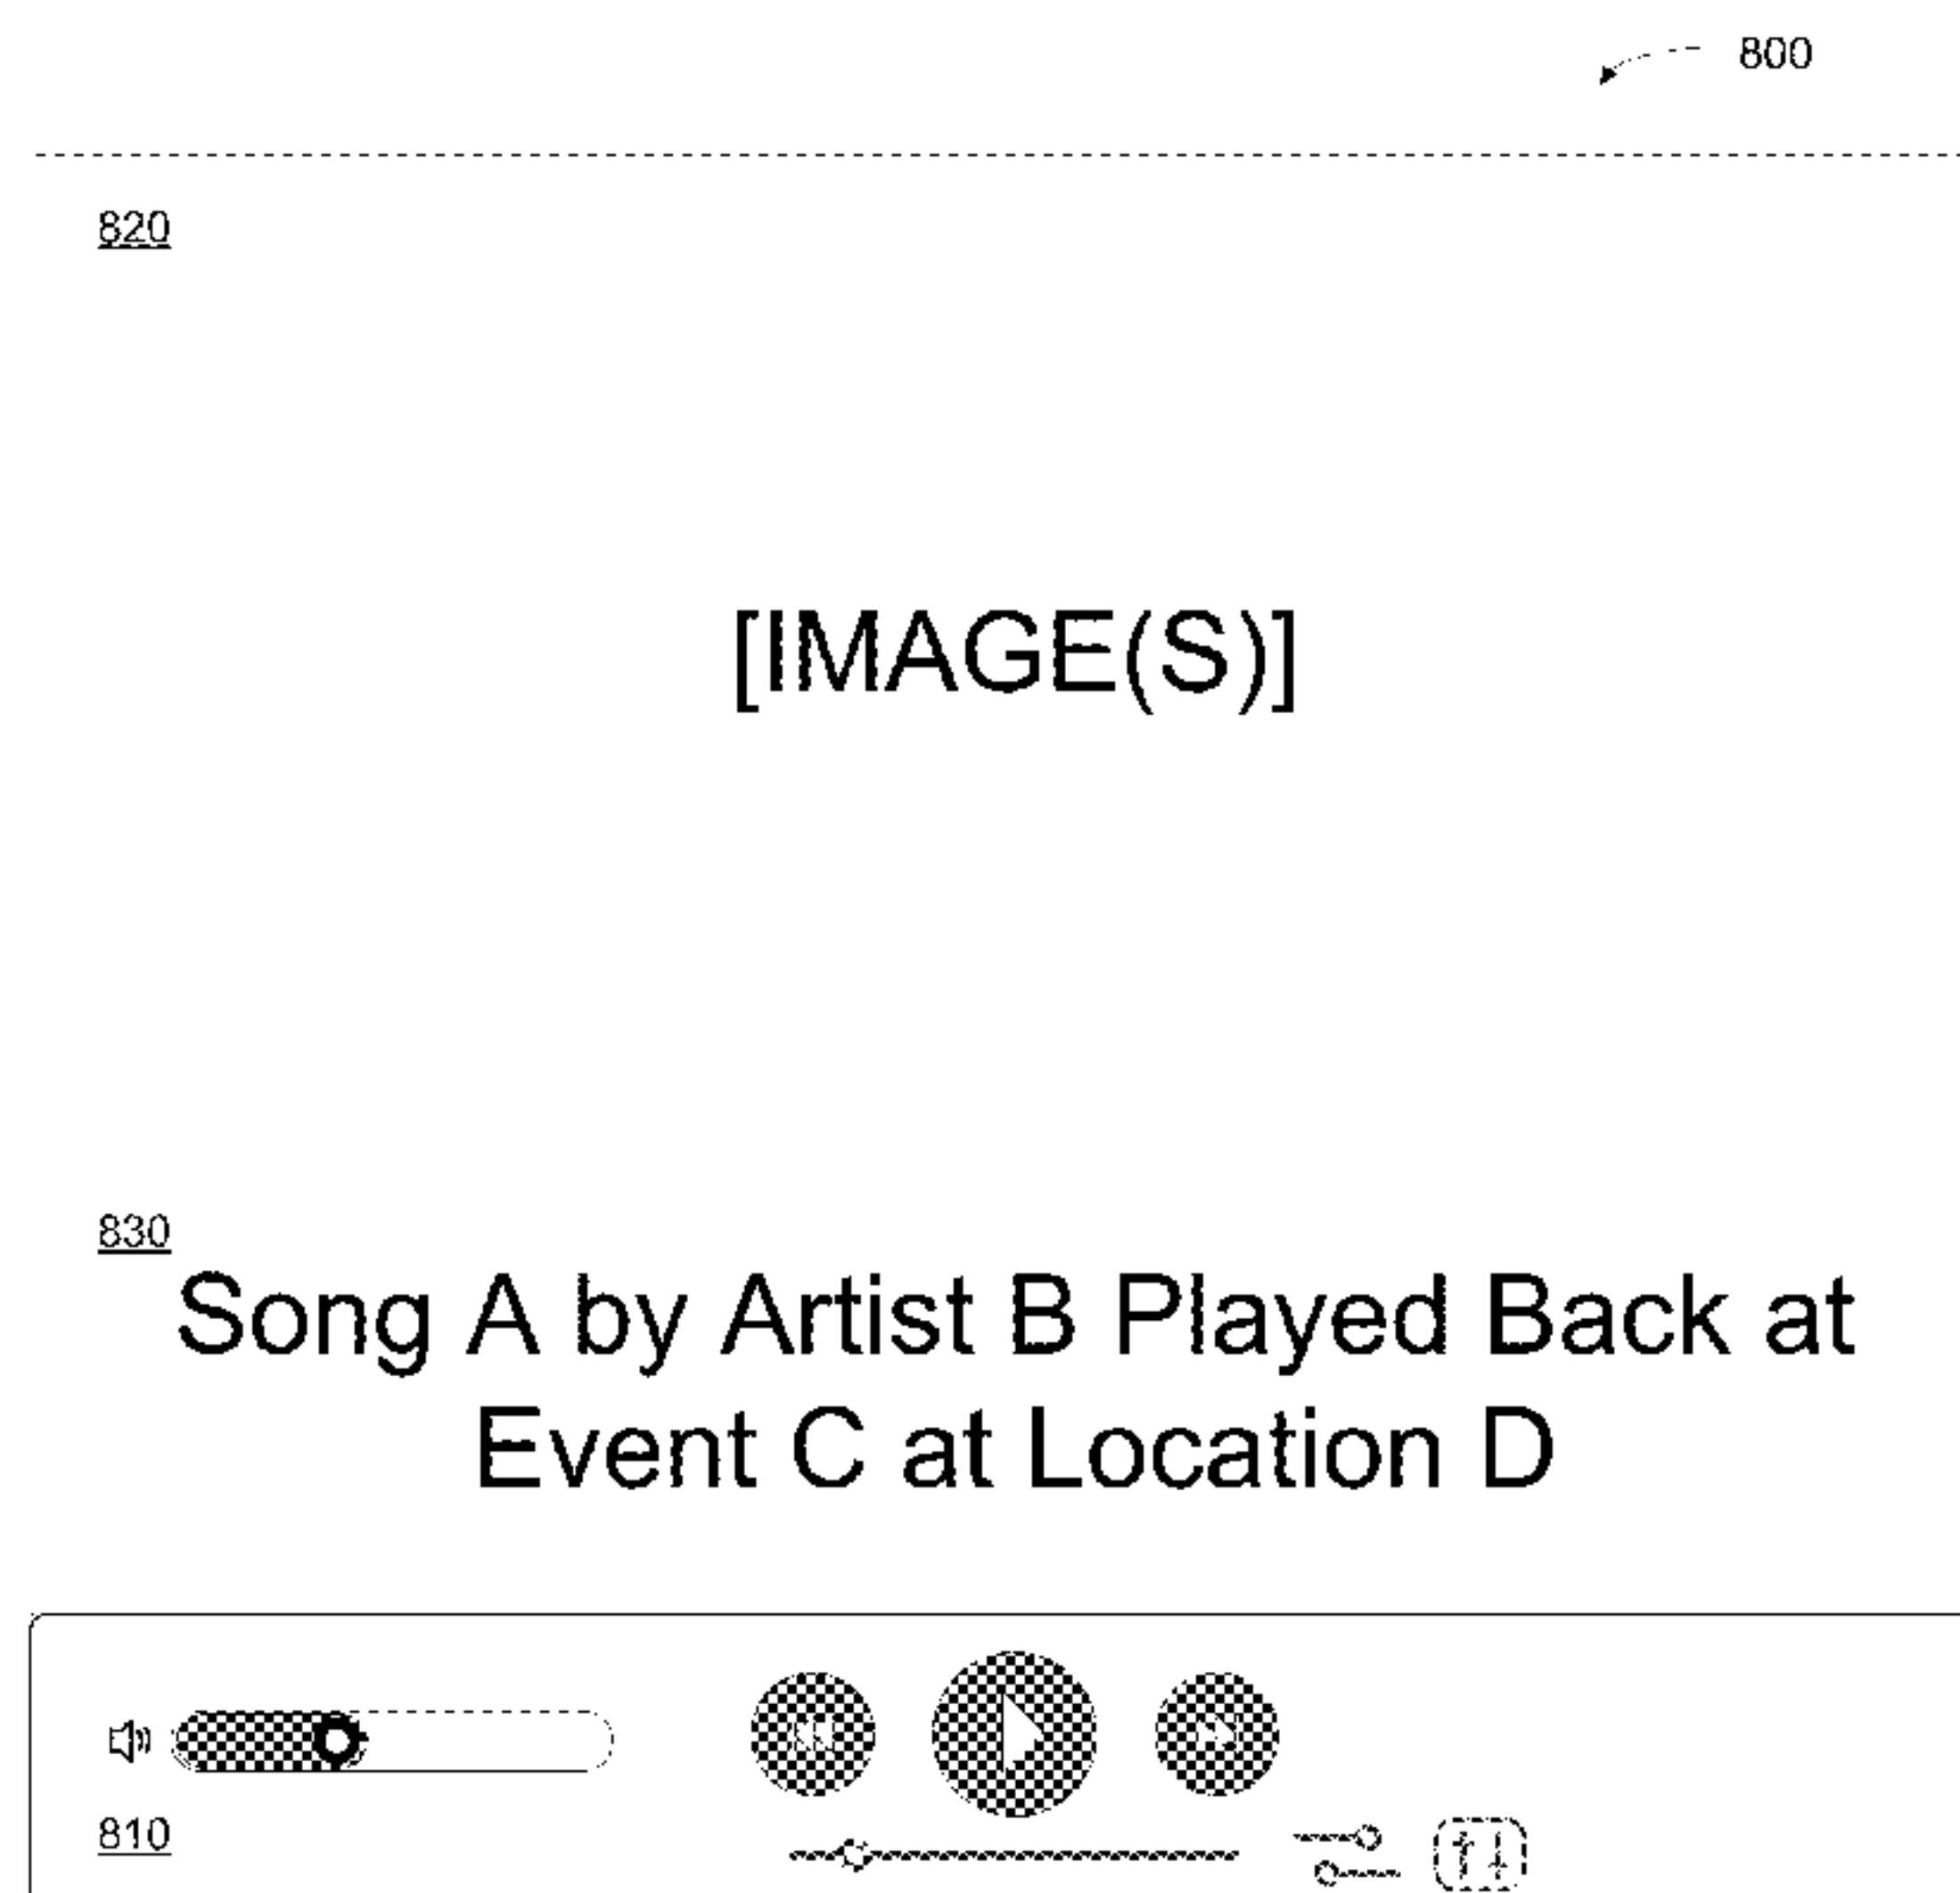 800
820
[IMAGE(S)]
830
Song A by Artist B Played Back at
Event C at Location D
810